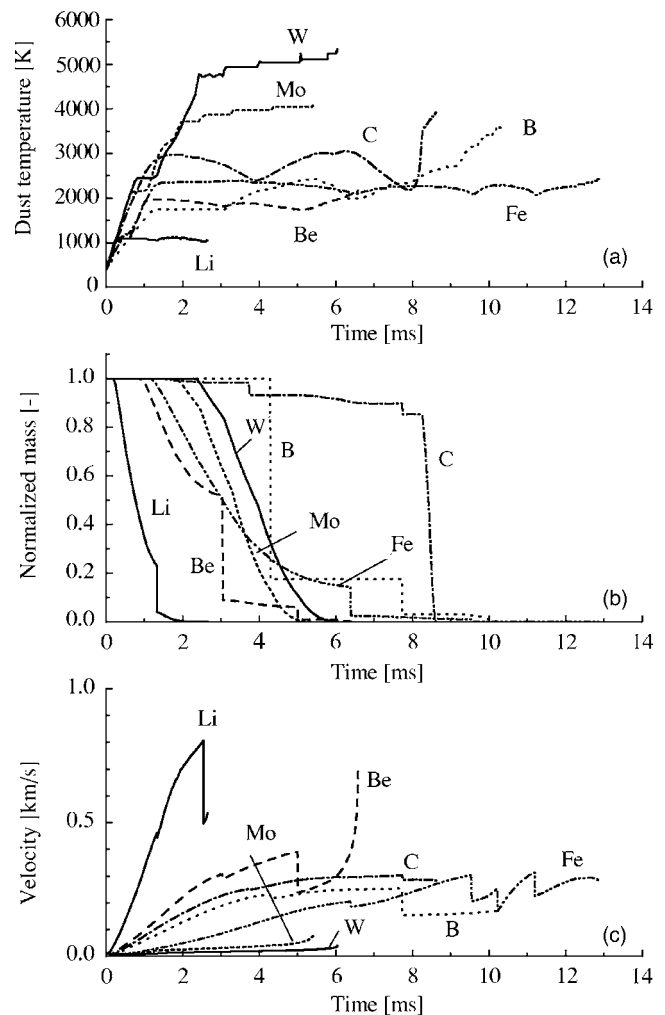 6000
W
5000
Mo
4000
C
B
3000
2000
1000
Be
Fe
Li
0
(a)
0 2 4 6 8 10 12 14
Time [ms]
Dust temperature [K]
1.0
W
B
0.8
C
Li
0.6
Mo
0.4
Be
Fe
0.2
0.0
(b)
0 2 4 6 8 10 12 14
Time [ms]
Normalized mass [-]
1.0
Li
Be
Mo
0.5
C
Fe
W
B
0.0
(c)
0 2 4 6 8 10 12 14
Time [ms]
Velocity [km/s]